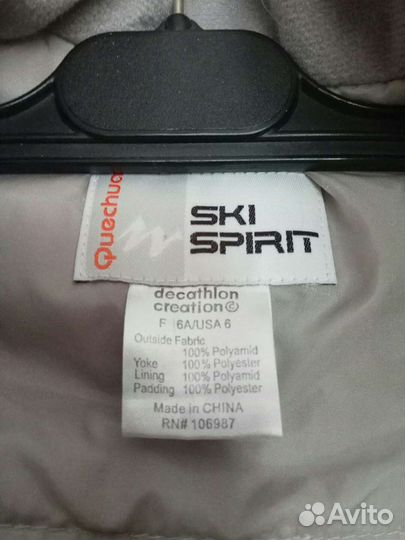 Quechua
SKI
SPIRIT
decathlon
creation©
F 6A/USA 6
Outside Fabric
100% Polyamid
Yoke 100% Polyester
Lining 100% Polyamid
Padding 100% Polyester
Made in CHINA
RN# 106987
Avito